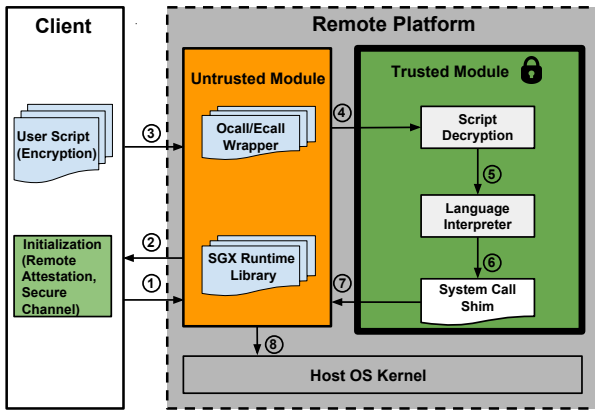 Client
Remote Platform
Untrusted Module
Trusted Module
User Script
(Encryption)
③
Ocall/Ecall
Wrapper
④
Script
Decryption
⑤
Language
Interpreter
⑥
Initialization
(Remote
Attestation,
Secure
Channel)
②
①
SGX Runtime
Library
⑦
System Call
Shim
⑧
Host OS Kernel